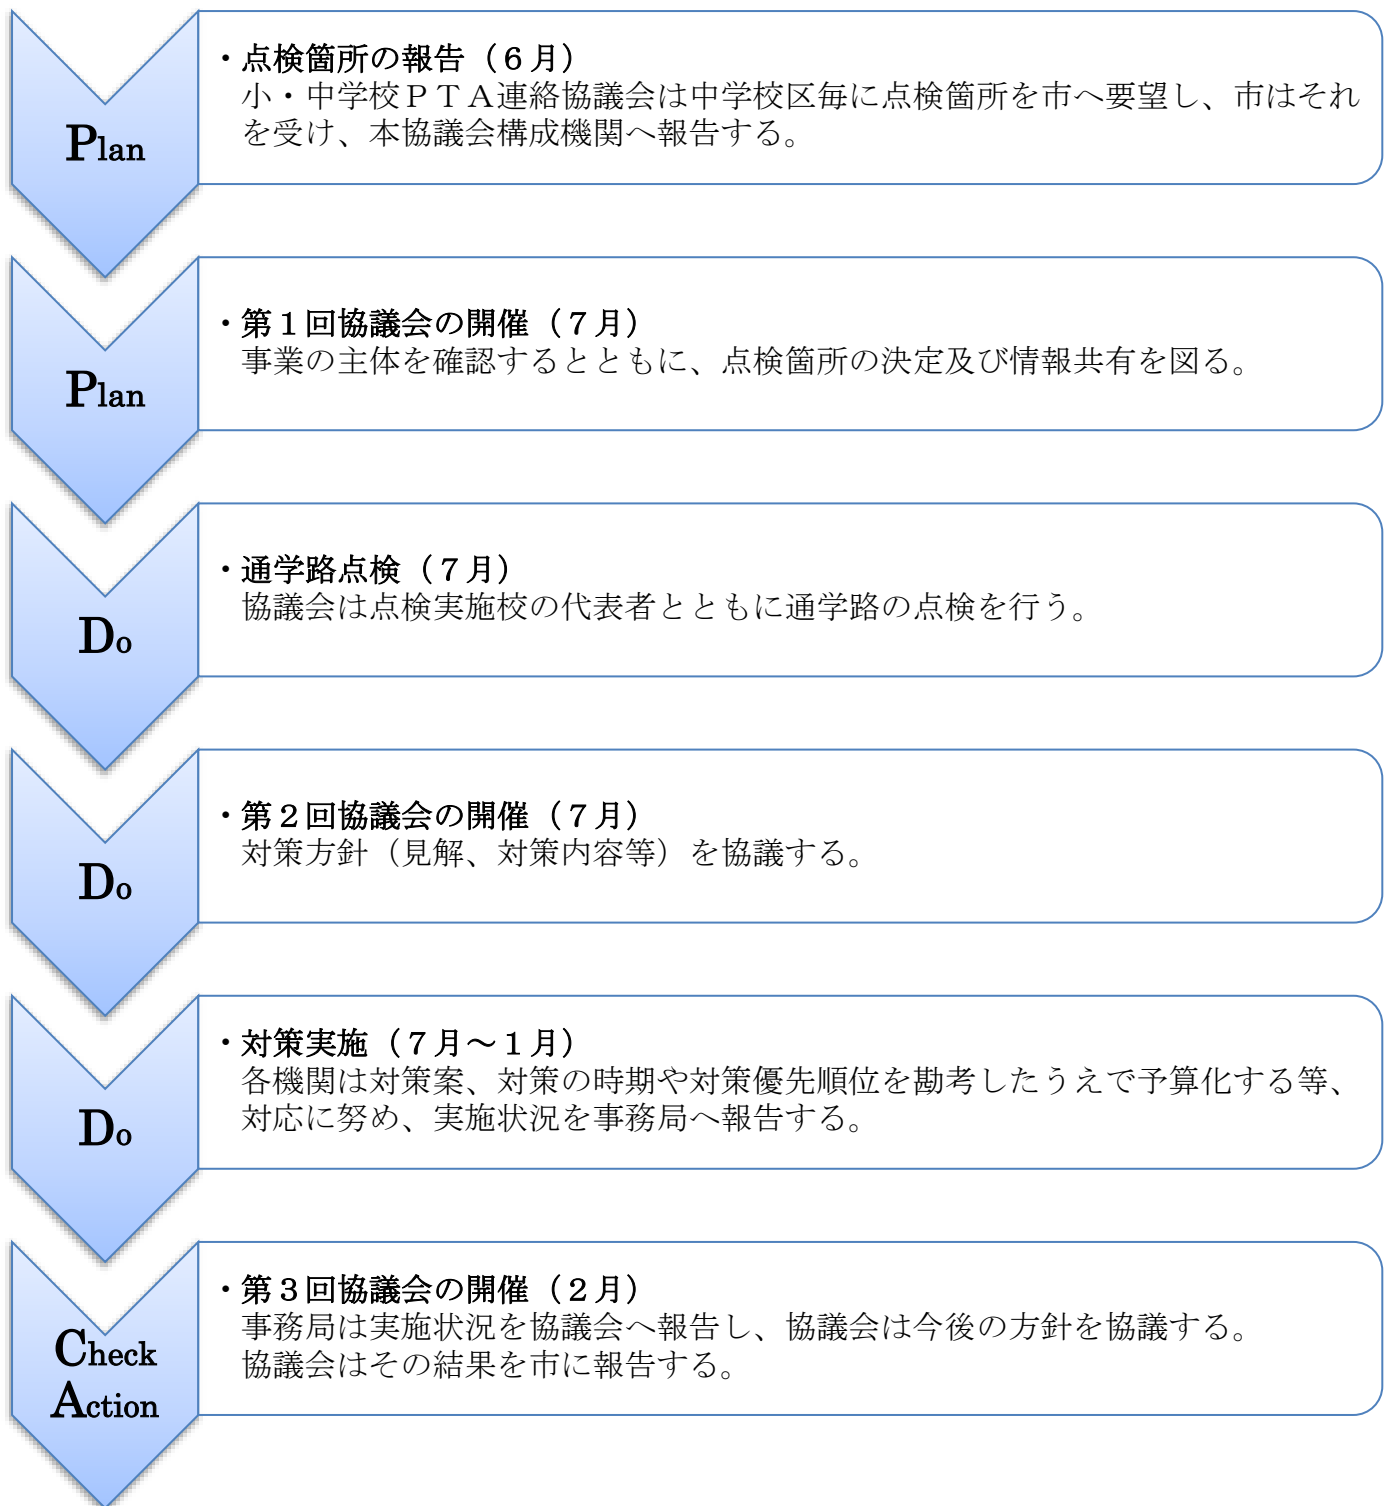 Plan
・点検箇所の報告（６月）
小・中学校ＰＴＡ連絡協議会は中学校区毎に点検箇所を市へ要望し、市はそれ
を受け、本協議会構成機関へ報告する。
Plan
・第１回協議会の開催（７月）
事業の主体を確認するとともに、点検箇所の決定及び情報共有を図る。
Do
・通学路点検（７月）
協議会は点検実施校の代表者とともに通学路の点検を行う。
Do
・第２回協議会の開催（７月）
対策方針（見解、対策内容等）を協議する。
Do
・対策実施（７月～１月）
各機関は対策案、対策の時期や対策優先順位を勘考したうえで予算化する等、
対応に努め、実施状況を事務局へ報告する。
Check
Action
・第３回協議会の開催（２月）
事務局は実施状況を協議会へ報告し、協議会は今後の方針を協議する。
協議会はその結果を市に報告する。